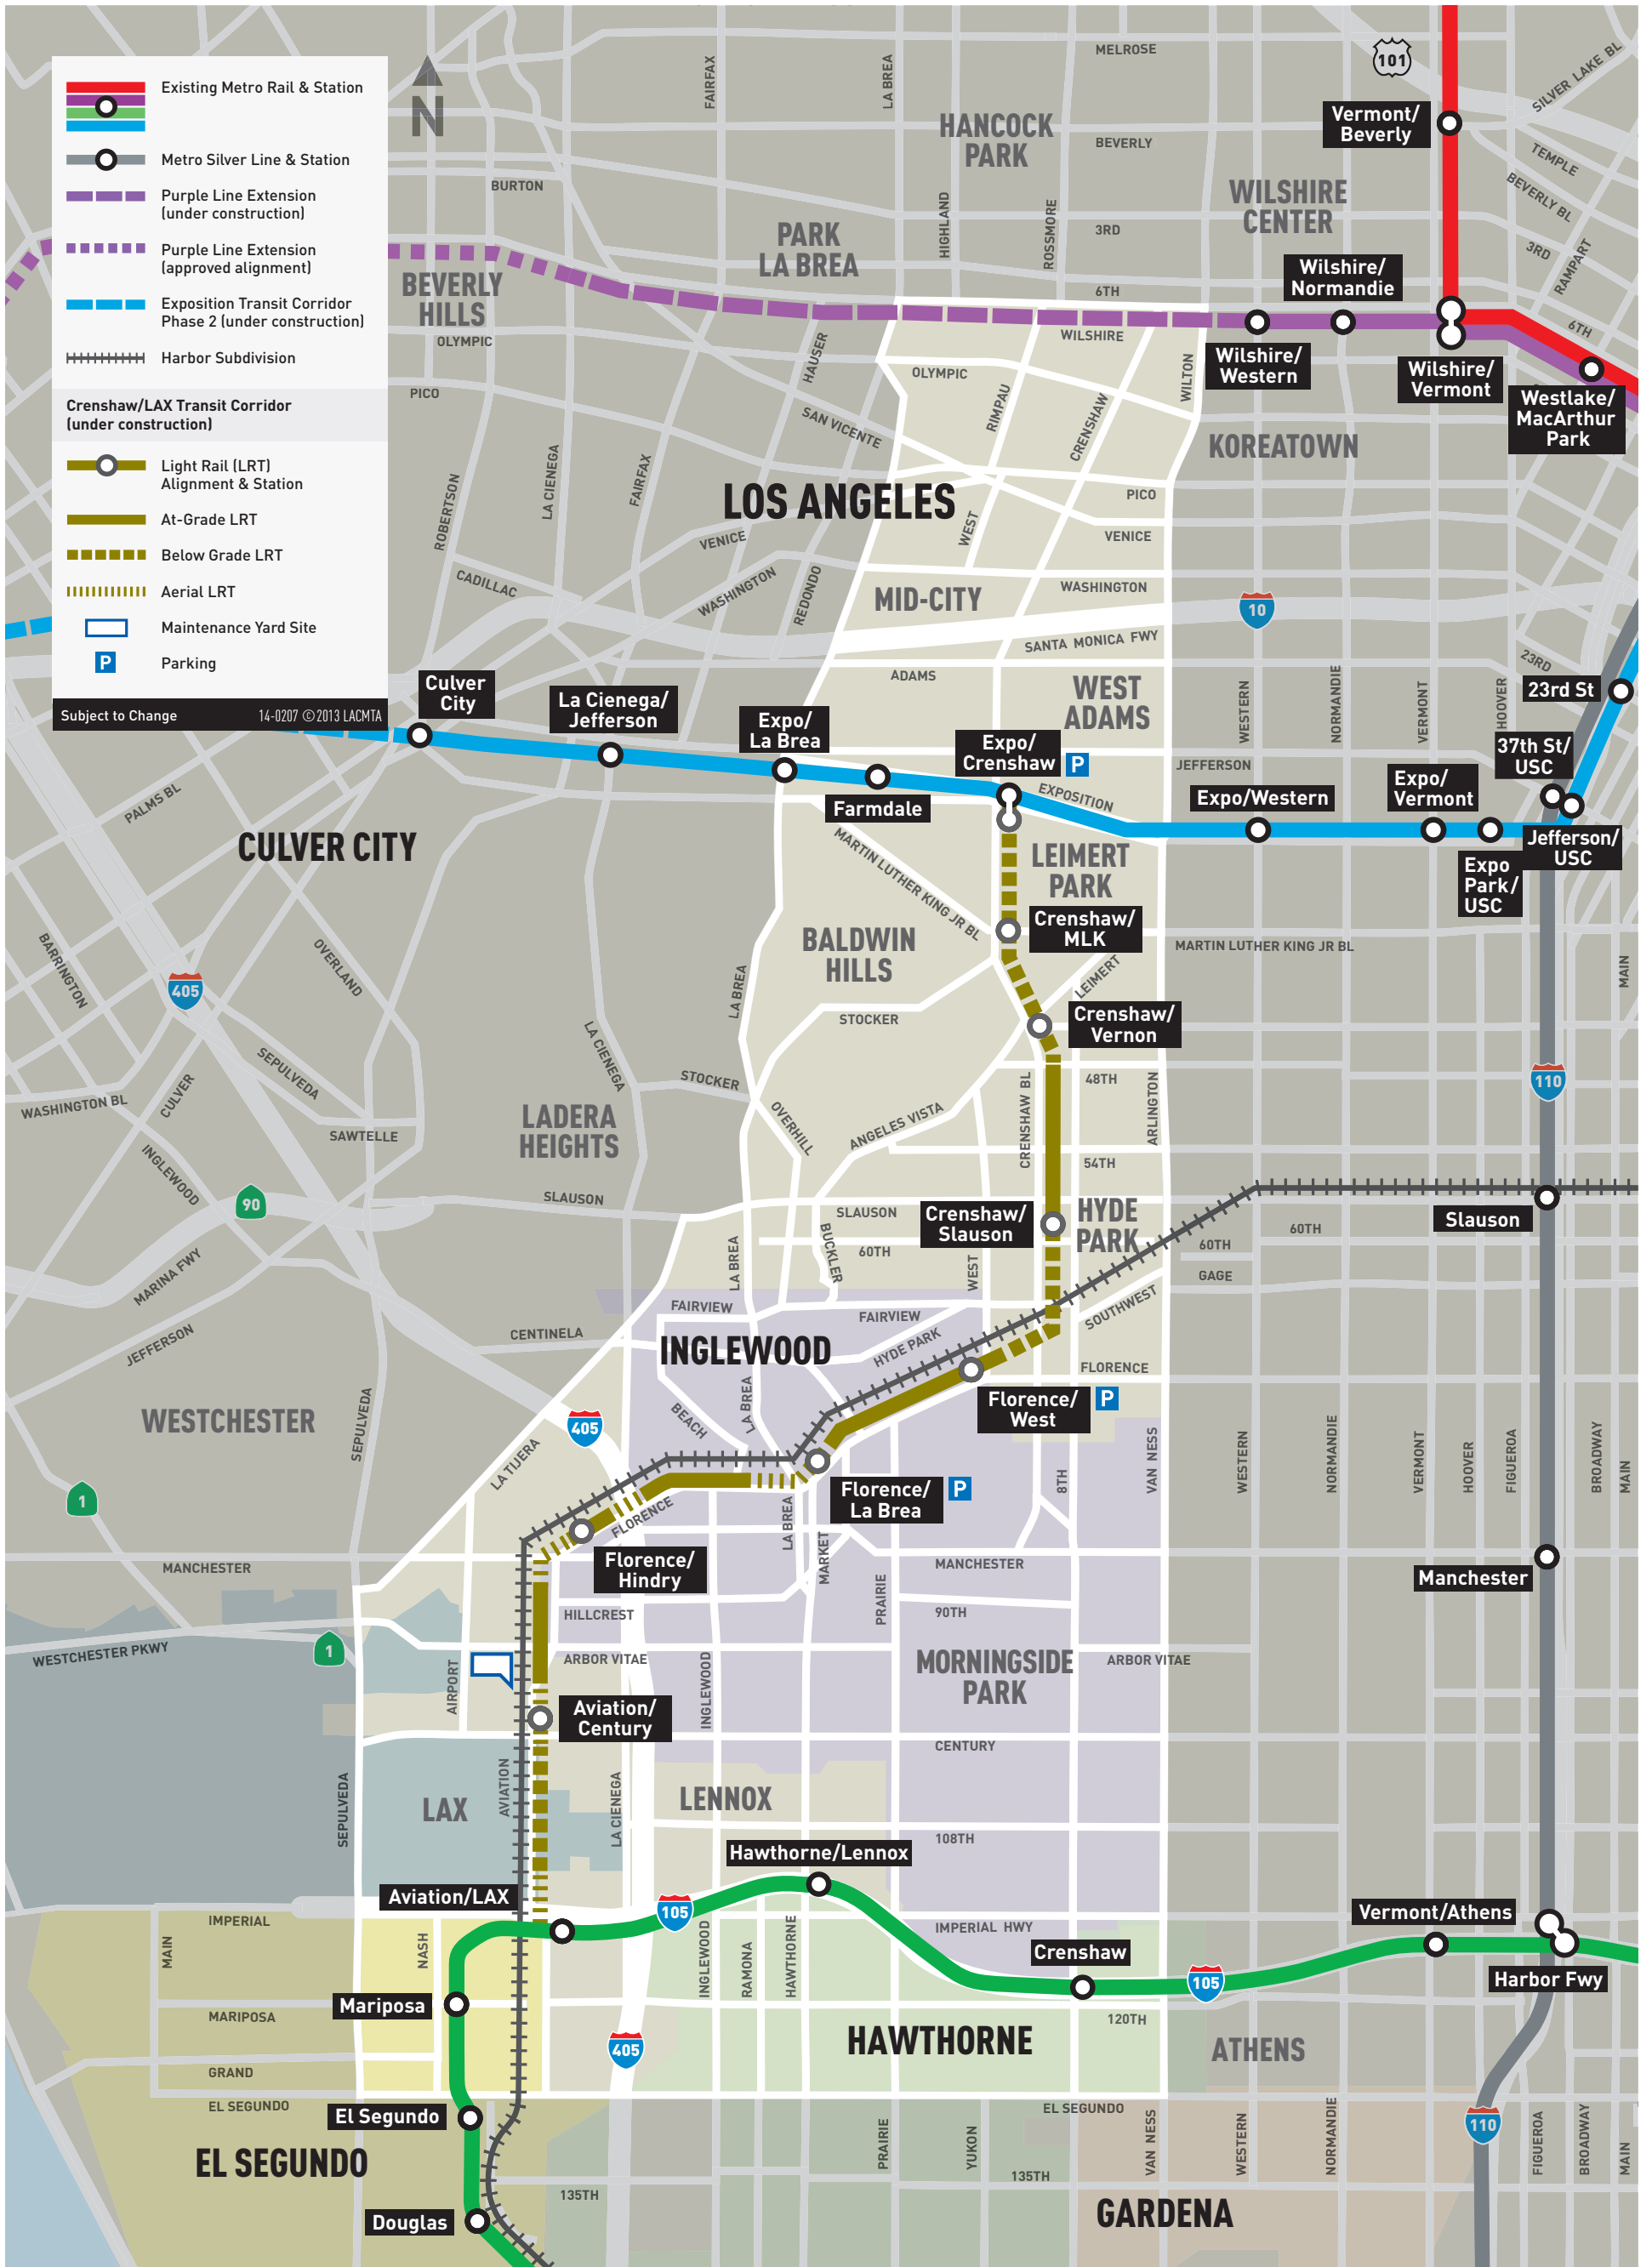 Existing Metro Rail & Station
Metro Silver Line & Station
Purple Line Extension
(under construction)
Purple Line Extension
(approved alignment)
Exposition Transit Corridor
Phase 2 (under construction)
Harbor Subdivision
Crenshaw/LAX Transit Corridor
(under construction)
Light Rail (LRT)
Alignment & Station
At-Grade LRT
Below Grade LRT
Aerial LRT
Maintenance Yard Site
P
Parking
Subject to Change
14-0207 ©2013 LACMTA
N
FAIRFAX
LA BREA
MELROSE
101
SILVER LAKE BL
HANCOCK
PARK
BEVERLY
Vermont/
Beverly
TEMPLE
BEVERLY BL
BURTON
HIGHLAND
ROSSMORE
WILSHIRE
CENTER
3RD
3RD
RAMPART
PARK
LA BREA
BEVERLY
HILLS
6TH
Wilshire/
Normandie
6TH
OLYMPIC
WILSHIRE
Wilshire/
Western
Wilshire/
Vermont
Westlake/
MacArthur
Park
PICO
HAUSER
OLYMPIC
RIMPAU
CRENSHAW
WILTON
SAN VICENTE
KOREATOWN
ROBERTSON
LA CIENEGA
FAIRFAX
LOS ANGELES
PICO
VENICE
WEST
VENICE
CADILLAC
WASHINGTON
REDONDO
MID-CITY
WASHINGTON
10
SANTA MONICA FWY
ADAMS
23RD
Culver
City
La Cienega/
Jefferson
WEST
ADAMS
WESTERN
NORMANDIE
VERMONT
HOOVER
23rd St
Expo/
La Brea
Expo/
Crenshaw
P
37th St/
USC
JEFFERSON
Farmdale
EXPOSITION
Expo/Western
Expo/
Vermont
PALMS BL
CULVER CITY
MARTIN LUTHER KING JR BL
LEIMERT
PARK
Jefferson/
USC
Expo
Park/
USC
Crenshaw/
MLK
BALDWIN
HILLS
MARTIN LUTHER KING JR BL
BARRINGTON
OVERLAND
405
LA BREA
LEIMERT
MAIN
STOCKER
Crenshaw/
Vernon
LA CIENEGA
SEPULVEDA
CULVER
STOCKER
48TH
110
WASHINGTON BL
SAWTELLE
LADERA
HEIGHTS
OVERHILL
ANGELES VISTA
CRENSHAW BL
ARLINGTON
INGLEWOOD
54TH
90
SLAUSON
SLAUSON
Crenshaw/
Slauson
HYDE
PARK
Slauson
60TH
60TH
60TH
LA BREA
BUCKLER
WEST
GAGE
MARINA FWY
FAIRVIEW
FAIRVIEW
SOUTHWEST
JEFFERSON
CENTINELA
INGLEWOOD
HYDE PARK
FLORENCE
WESTCHESTER
SEPULVEDA
BEACH
LA BREA
Florence/
West
P
405
LA TIJERA
8TH
VAN NESS
WESTERN
NORMANDIE
VERMONT
HOOVER
FIGUEROA
BROADWAY
MAIN
1
Florence/
La Brea
P
FLORENCE
LA BREA
MARKET
MANCHESTER
Florence/
Hindry
MANCHESTER
Manchester
HILLCREST
PRAIRIE
90TH
WESTCHESTER PKWY
1
AIRPORT
ARBOR VITAE
INGLEWOOD
MORNINGSIDE
PARK
ARBOR VITAE
Aviation/
Century
CENTURY
SEPULVEDA
LAX
AVIATION
LA CIENEGA
LENNOX
108TH
Hawthorne/Lennox
Aviation/LAX
105
IMPERIAL
IMPERIAL HWY
Vermont/Athens
MAIN
NASH
INGLEWOOD
RAMONA
HAWTHORNE
Crenshaw
105
Harbor Fwy
Mariposa
MARIPOSA
120TH
405
HAWTHORNE
ATHENS
GRAND
EL SEGUNDO
El Segundo
EL SEGUNDO
110
EL SEGUNDO
PRAIRIE
YUKON
VAN NESS
WESTERN
NORMANDIE
FIGUEROA
BROADWAY
MAIN
135TH
135TH
Douglas
GARDENA